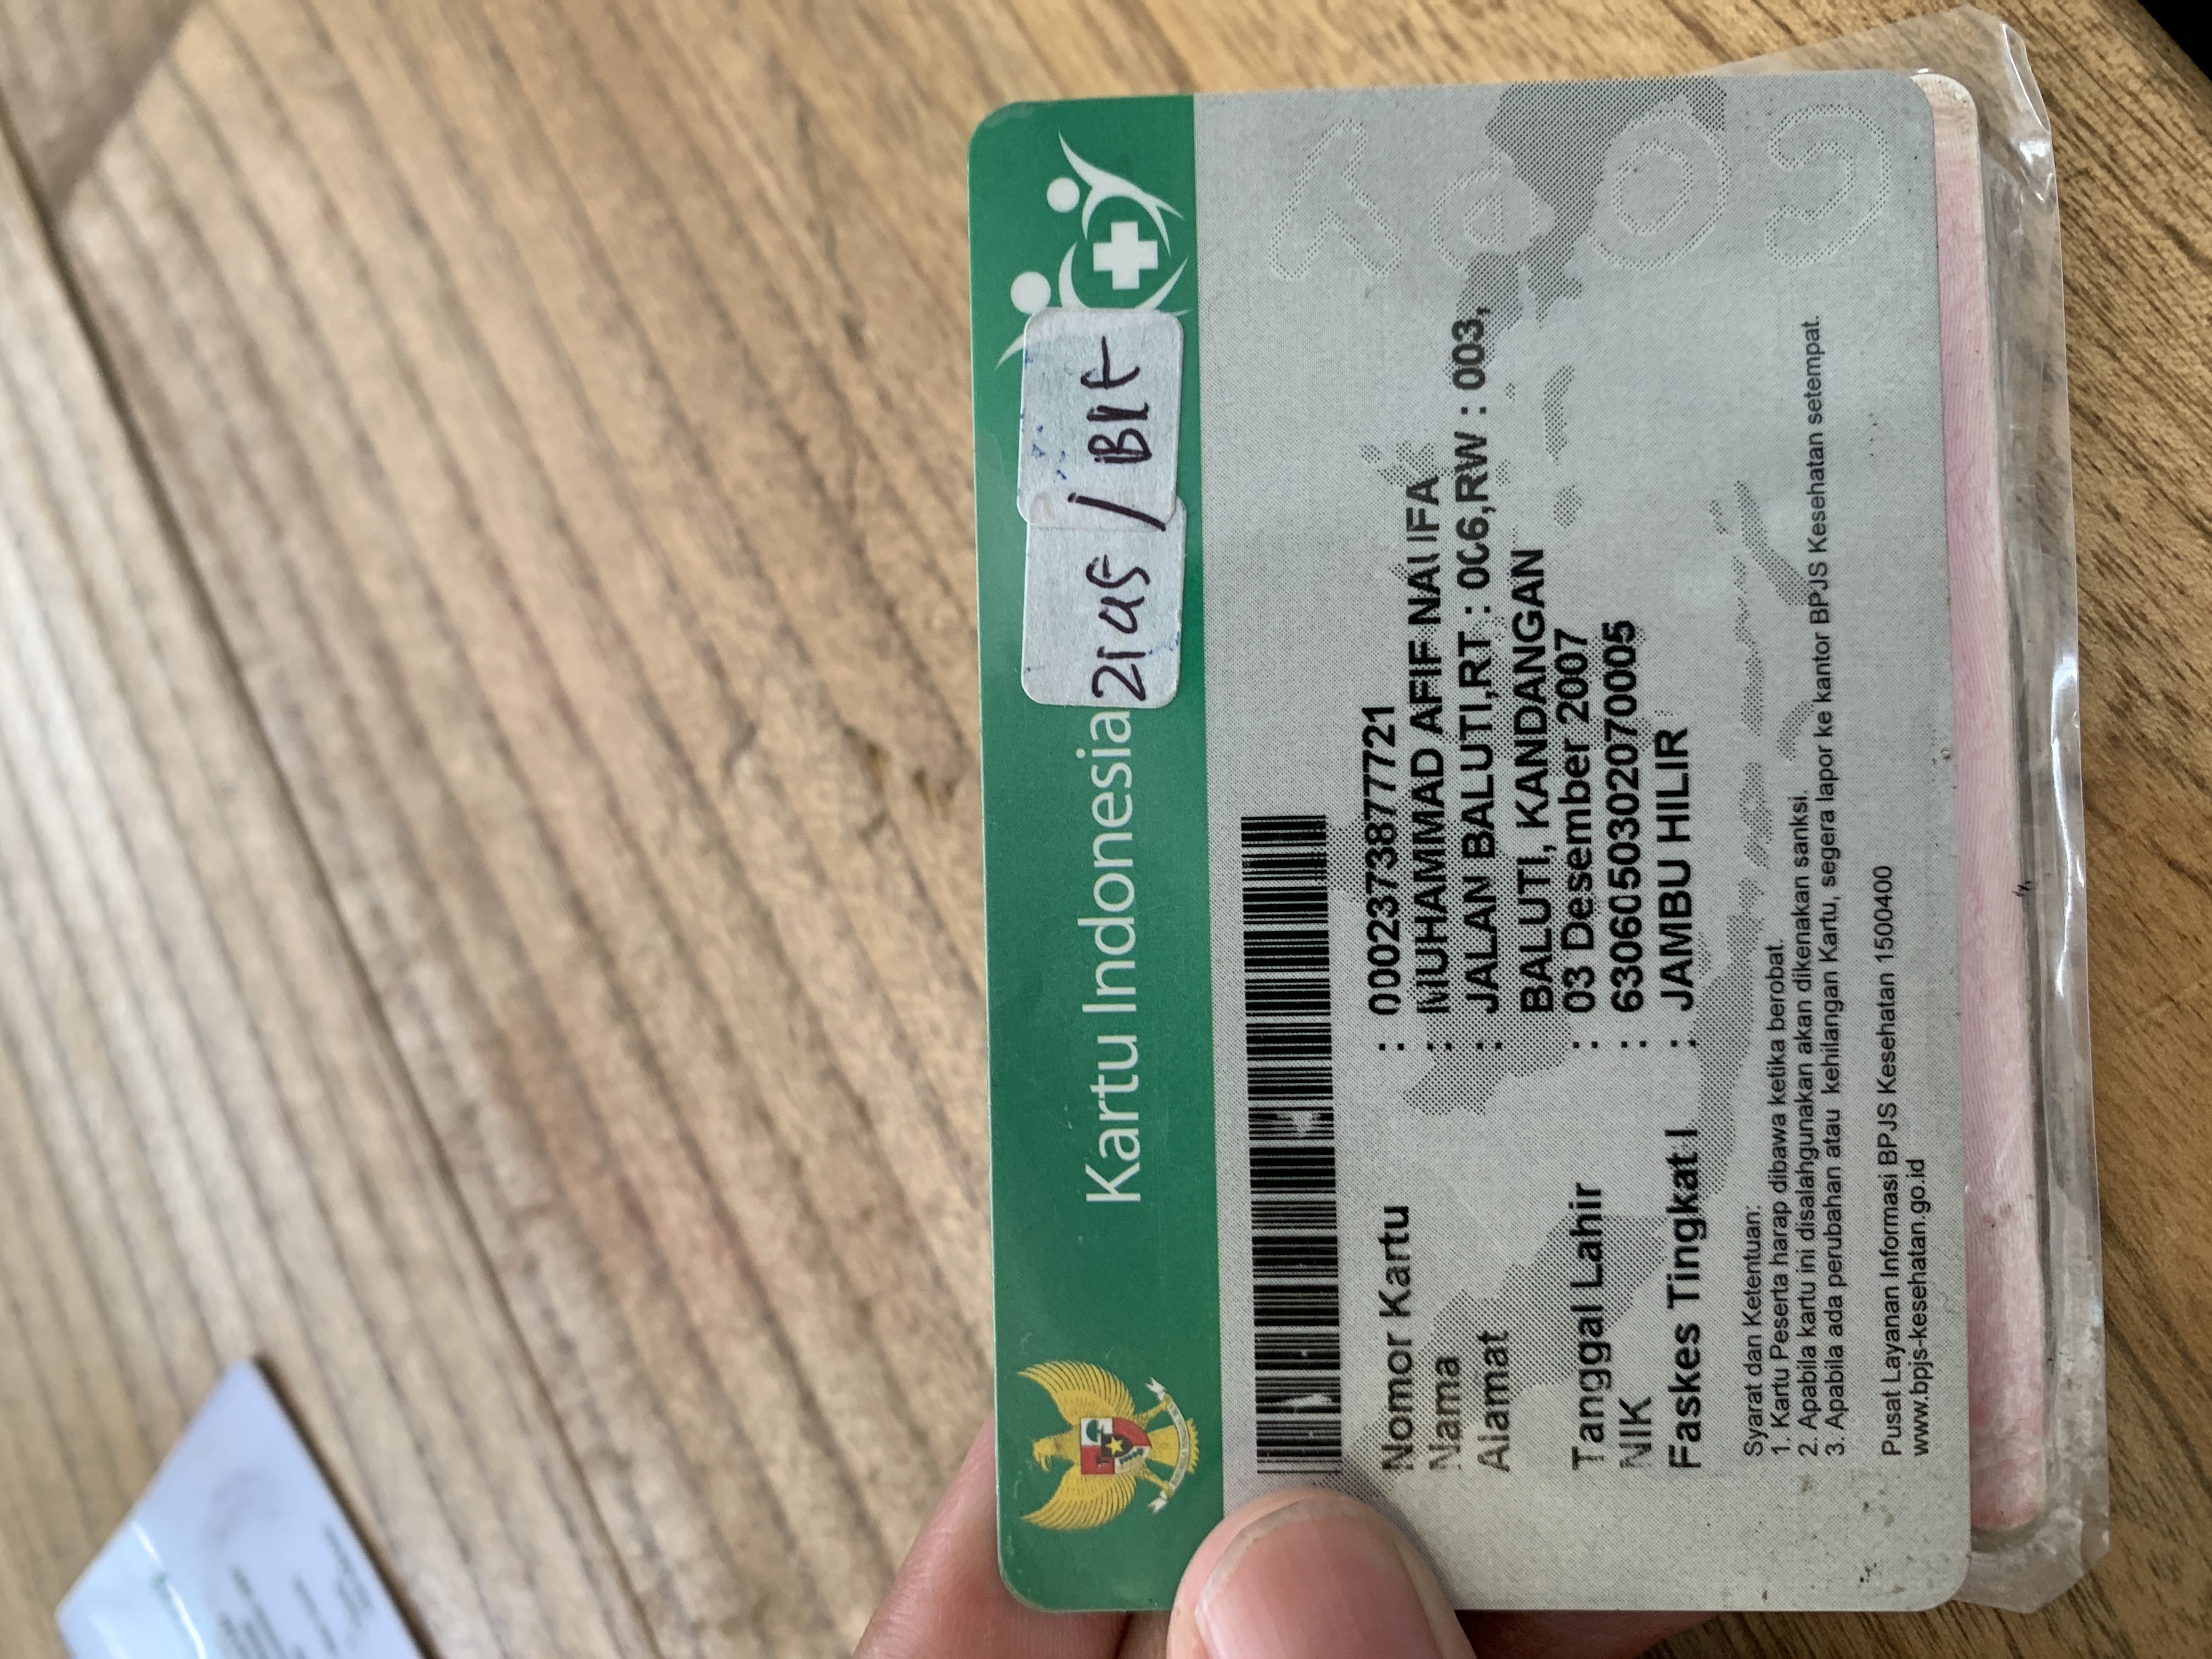 Kartu Indonesia
2195 / BPF
Nomor Kartu : 0002373877721
Nama : MUHAMMAD AFIF NAUFA
Alamat : JALAN BALUTI,RT : 006,RW : 003,
BALUTI, KANDANGAN
Tanggal Lahir : 03 Desember 2007
NIK : 6306050302070005
Faskes Tingkat I : JAMBU HILIR
Syarat dan Ketentuan:
1. Kartu Peserta harap dibawa ketika berobat.
2. Apabila kartu ini disalahgunakan akan dikenakan sanksi.
3. Apabila ada perubahan atau kehilangan Kartu, segera lapor ke kantor BPJS Kesehatan setempat.
Pusat Layanan Informasi BPJS Kesehatan 1500400
www.bpjs-kesehatan.go.id
COPY